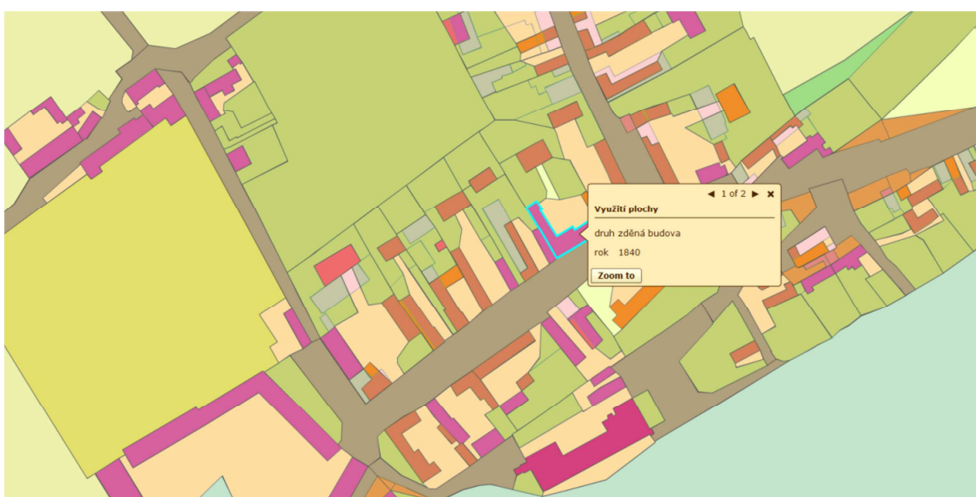 ◄ 1 of 2 ► ✖
Využití plochy
druh zděná budova
rok 1840
Zoom to